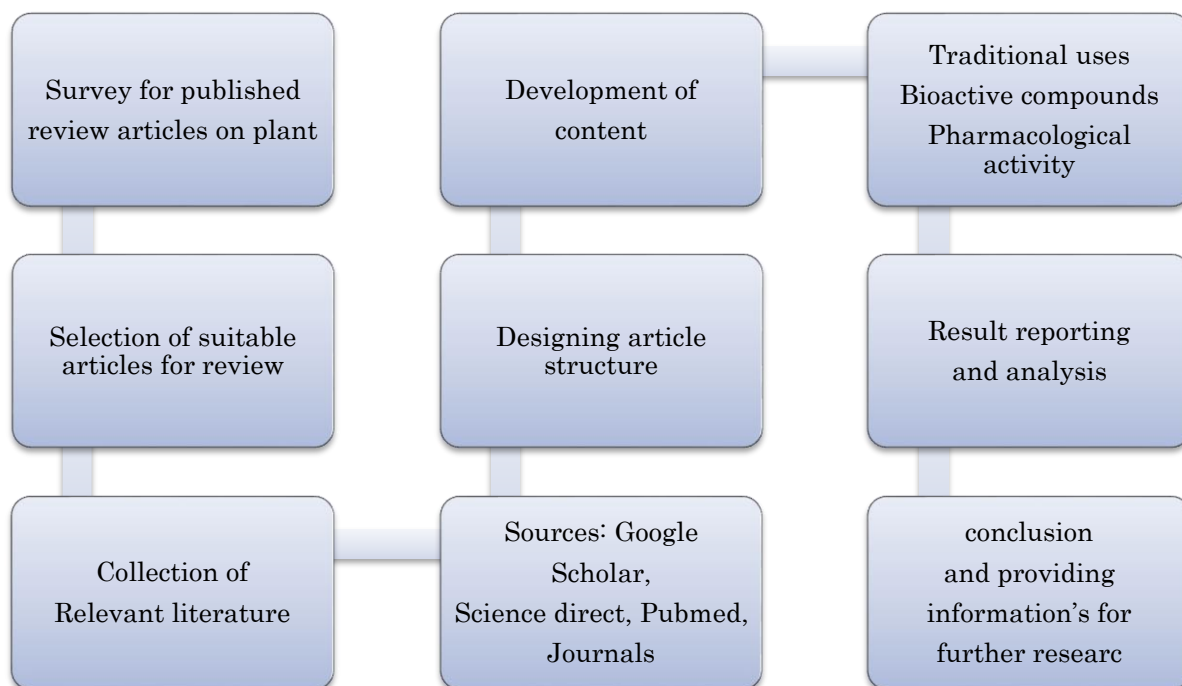 Survey for published
review articles on plant
Selection of suitable
articles for review
Collection of
Relevant literature
Sources: Google
Scholar,
Science direct, Pubmed,
Journals
Designing article
structure
Development of
content
Traditional uses
Bioactive compounds
Pharmacological
activity
Result reporting
and analysis
conclusion
and providing
information’s for
further researc